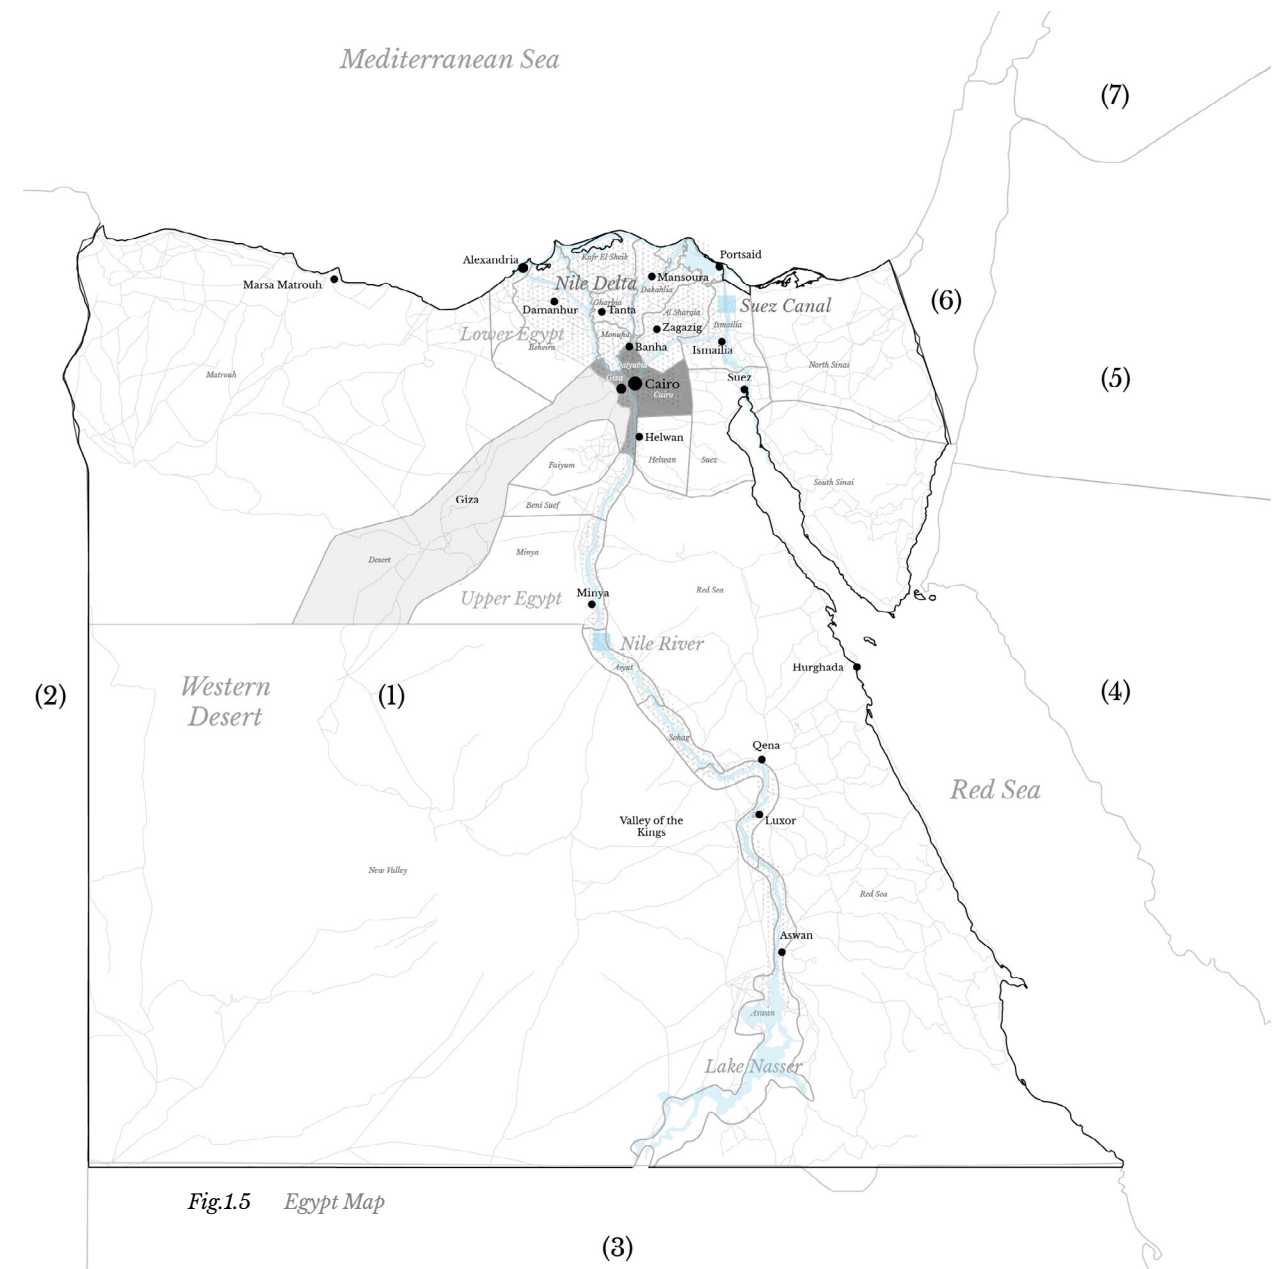 Mediterranean Sea
(7)
Alexandria
Kafr El Sheik
Portsaid
Marsa Matrouh
Nile Delta
Mansoura
Dakahlia
Damanhur
Gharbia
Tanta
Al Sharqia
Suez Canal
(6)
Lower Egypt
Monufia
Zagazig
Ismailia
Beheira
Banha
Ismailia
Matrouh
Qalyubia
North Sinai
Giza
Cairo
Cairo
Suez
(5)
Helwan
Faiyum
Helwan
Suez
South Sinai
Giza
Beni Suef
Desert
Minya
Upper Egypt
Minya
Red Sea
Nile River
Asyut
Hurghada
Western
Desert
(2)
(1)
(4)
Sohag
Qena
Red Sea
Valley of the
Kings
Luxor
New Valley
Red Sea
Aswan
Aswan
Lake Nasser
Fig.1.5 Egypt Map
(3)